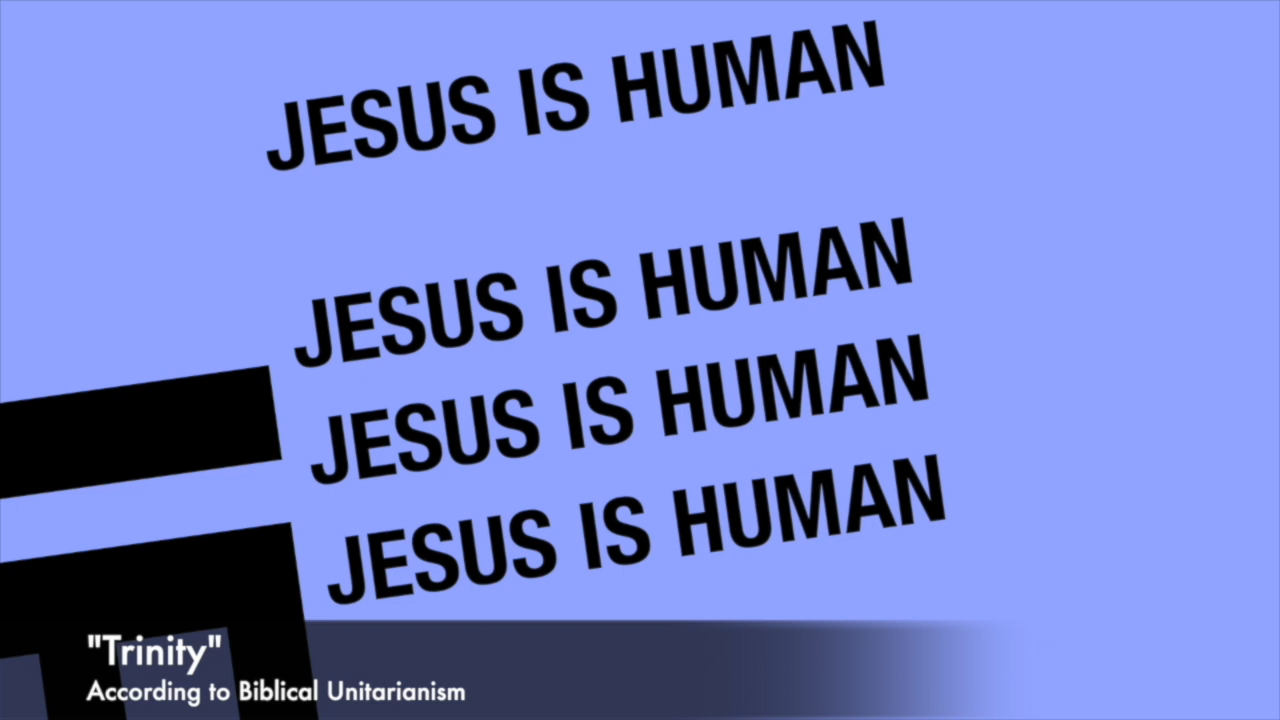 JESUS IS HUMAN
JESUS IS HUMAN
JESUS IS HUMAN
JESUS IS HUMAN
"Trinity"
According to Biblical Unitarianism